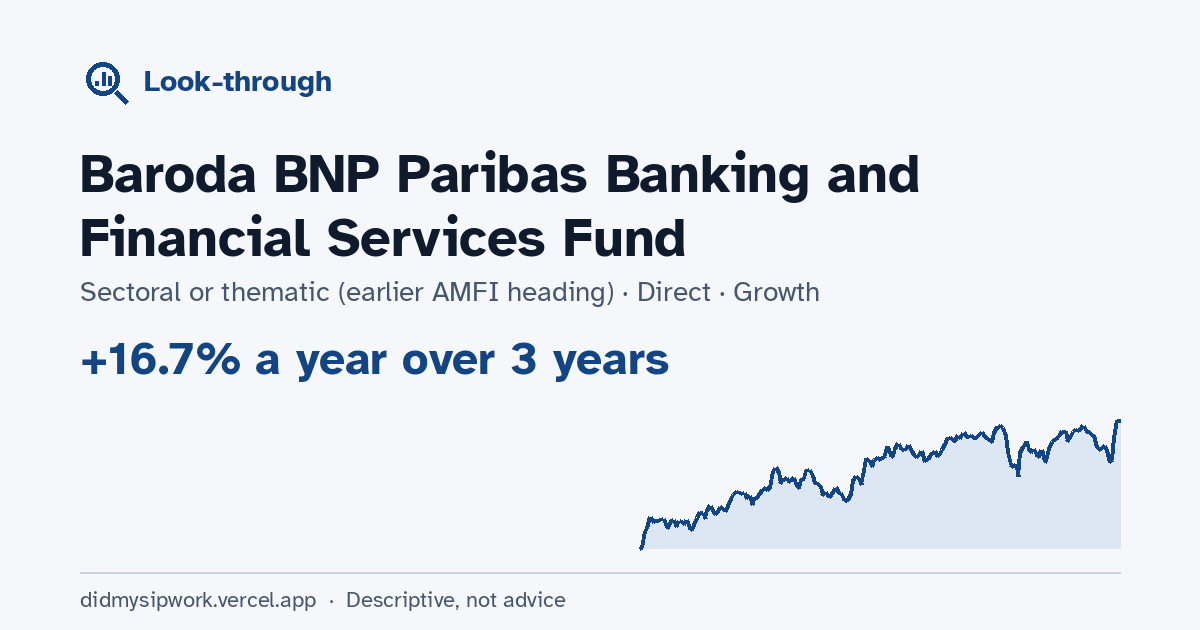 Look-through
Baroda BNP Paribas Banking and
Financial Services Fund
Sectoral or thematic (earlier AMFI heading) · Direct · Growth
+16.7% a year over 3 years
didmysipwork.vercel.app · Descriptive, not advice